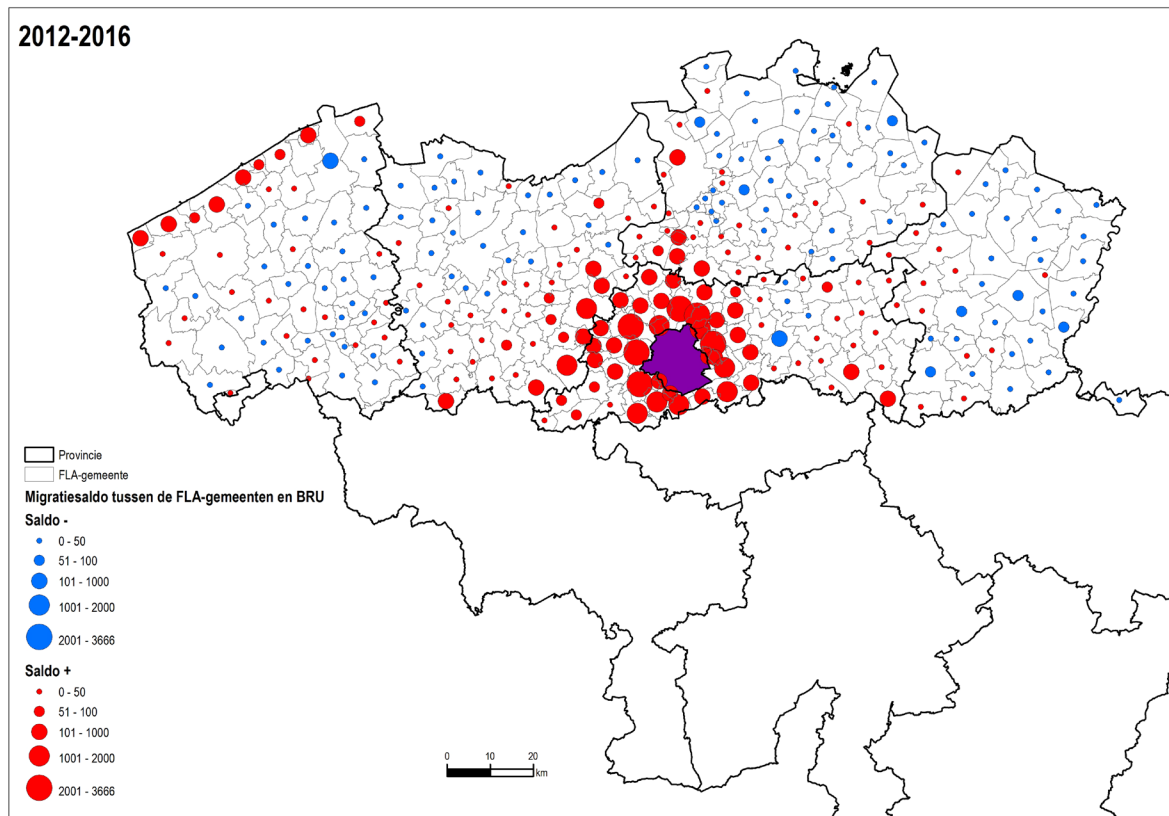 2012-2016
Provincie
FLA-gemeente
Migratiesaldo tussen de FLA-gemeenten en BRU
Saldo -
0 - 50
51 - 100
101 - 1000
1001 - 2000
2001 - 3666
Saldo +
0 - 50
51 - 100
101 - 1000
1001 - 2000
2001 - 3666
0 10 20
km